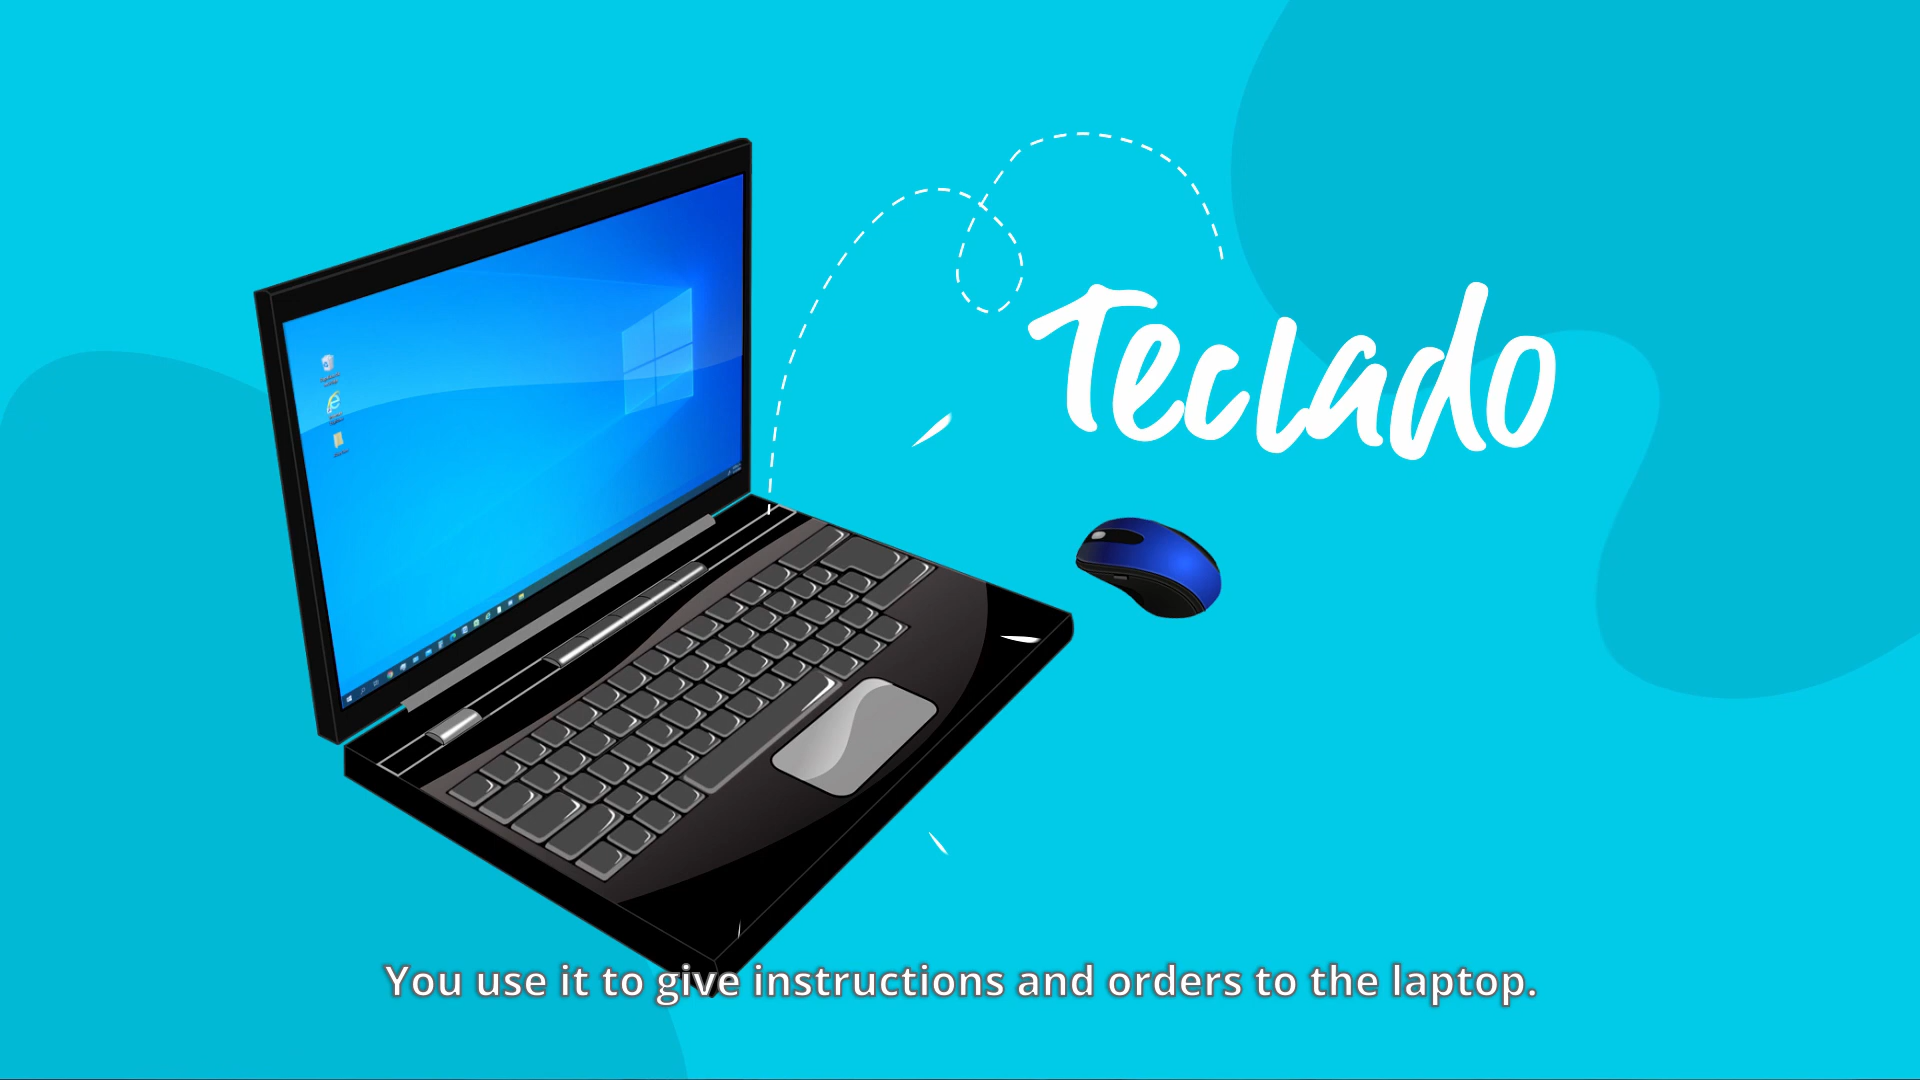 Teclado
You use it to give instructions and orders to the laptop.